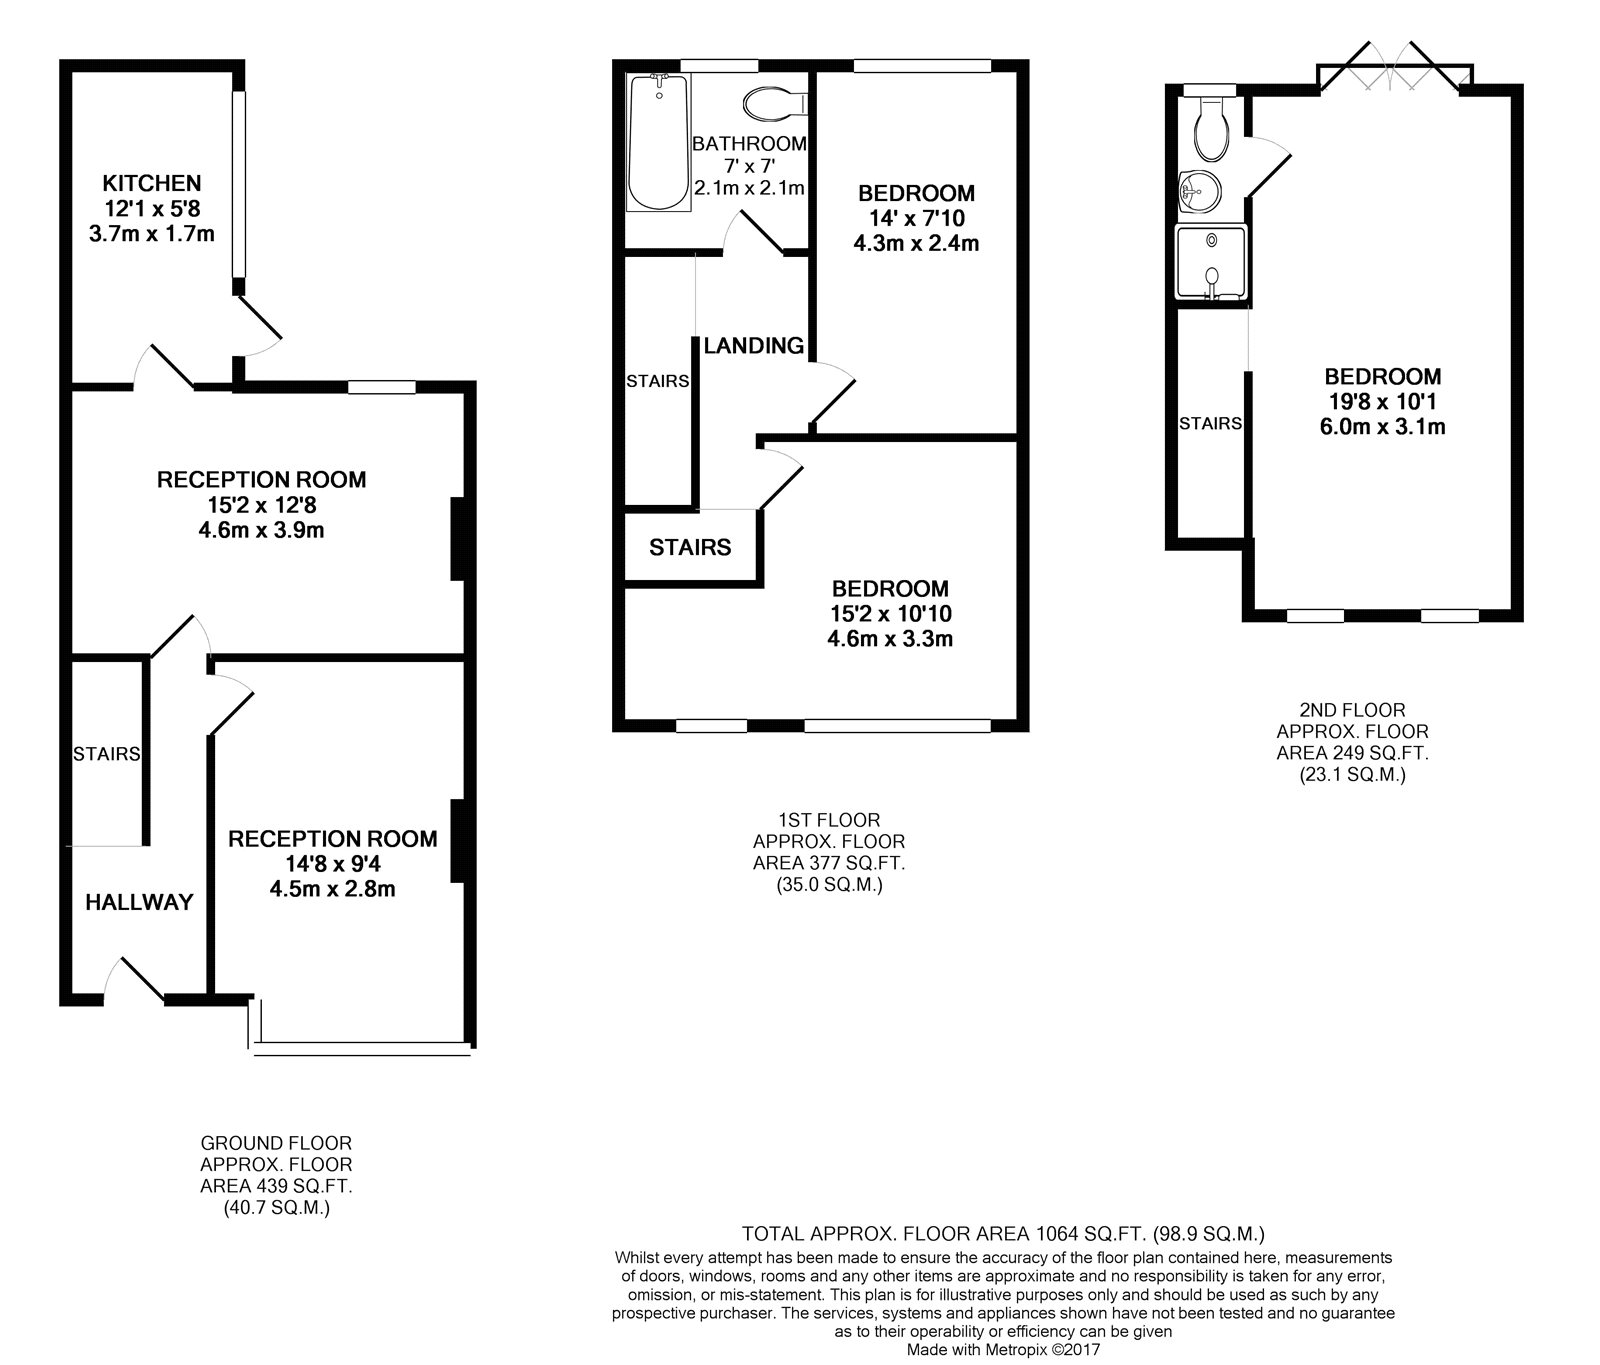 KITCHEN
12'1 x 5'8
3.7m x 1.7m
RECEPTION ROOM
15'2 x 12'8
4.6m x 3.9m
STAIRS
RECEPTION ROOM
14'8 x 9'4
4.5m x 2.8m
HALLWAY
GROUND FLOOR
APPROX. FLOOR
AREA 439 SQ.FT.
(40.7 SQ.M.)
BATHROOM
7' x 7'
2.1m x 2.1m
BEDROOM
14' x 7'10
4.3m x 2.4m
LANDING
STAIRS
STAIRS
BEDROOM
15'2 x 10'10
4.6m x 3.3m
1ST FLOOR
APPROX. FLOOR
AREA 377 SQ.FT.
(35.0 SQ.M.)
BEDROOM
19'8 x 10'1
6.0m x 3.1m
STAIRS
2ND FLOOR
APPROX. FLOOR
AREA 249 SQ.FT.
(23.1 SQ.M.)
TOTAL APPROX. FLOOR AREA 1064 SQ.FT. (98.9 SQ.M.)
Whilst every attempt has been made to ensure the accuracy of the floor plan contained here, measurements
of doors, windows, rooms and any other items are approximate and no responsibility is taken for any error,
omission, or mis-statement. This plan is for illustrative purposes only and should be used as such by any
prospective purchaser. The services, systems and appliances shown have not been tested and no guarantee
as to their operability or efficiency can be given
Made with Metropix ©2017